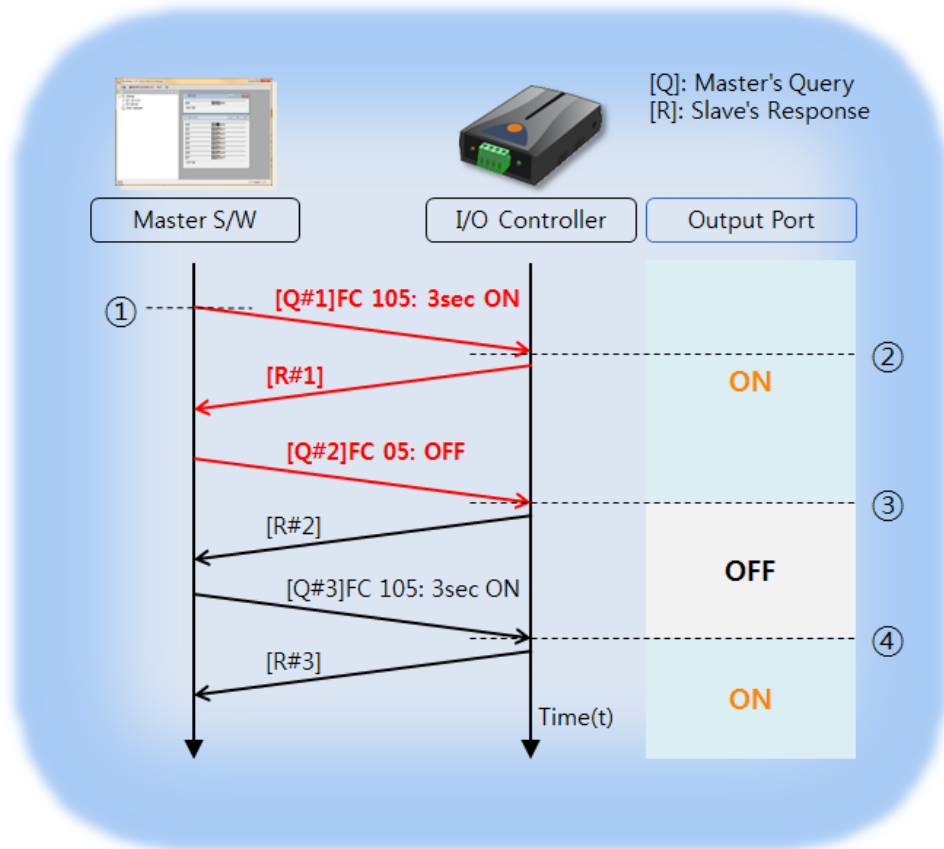 [Q]: Master's Query
[R]: Slave's Response
Master S/W
I/O Controller
Output Port
①
[Q#1]FC 105: 3sec ON
②
[R#1]
ON
[Q#2]FC 05: OFF
③
[R#2]
OFF
[Q#3]FC 105: 3sec ON
④
[R#3]
ON
Time(t)